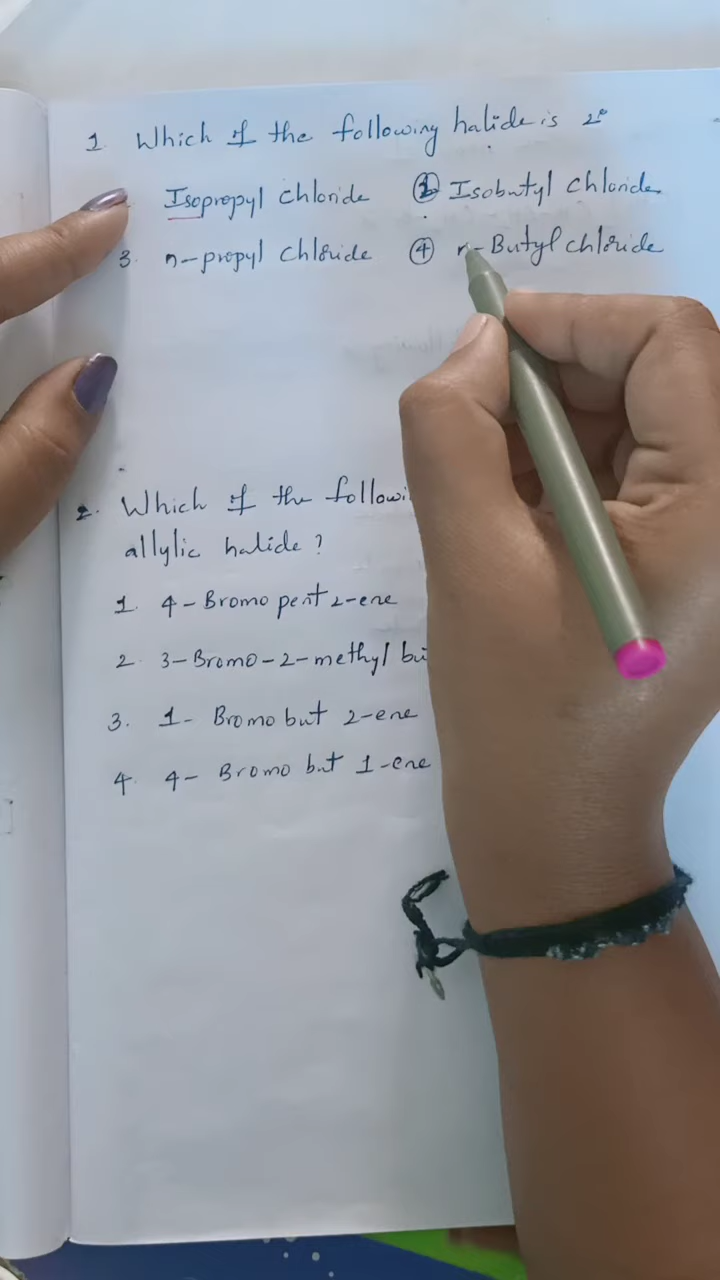 1 Which of the following halide is 2°
Isopropyl chloride ② Isobutyl chloride
3. n-propyl chloride ④ n-Butyl chloride
2. Which of the followi
allylic halide?
1. 4-Bromo pent 2-ene
2 3-Bromo-2-methyl bu
3. 1- Bromo but 2-ene
4. 4- Bromo but 1-ene